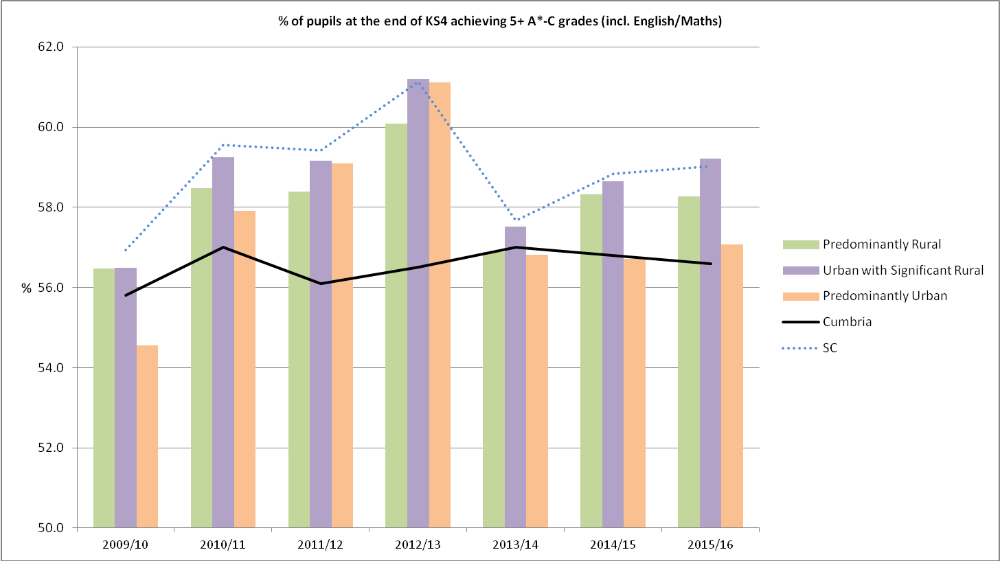 % of pupils at the end of KS4 achieving 5+ A*-C grades (incl. English/Maths)
62.0
60.0
58.0
56.0
54.0
52.0
50.0
%
2009/10 2010/11 2011/12 2012/13 2013/14 2014/15 2015/16
Predominantly Rural
Urban with Significant Rural
Predominantly Urban
Cumbria
SC